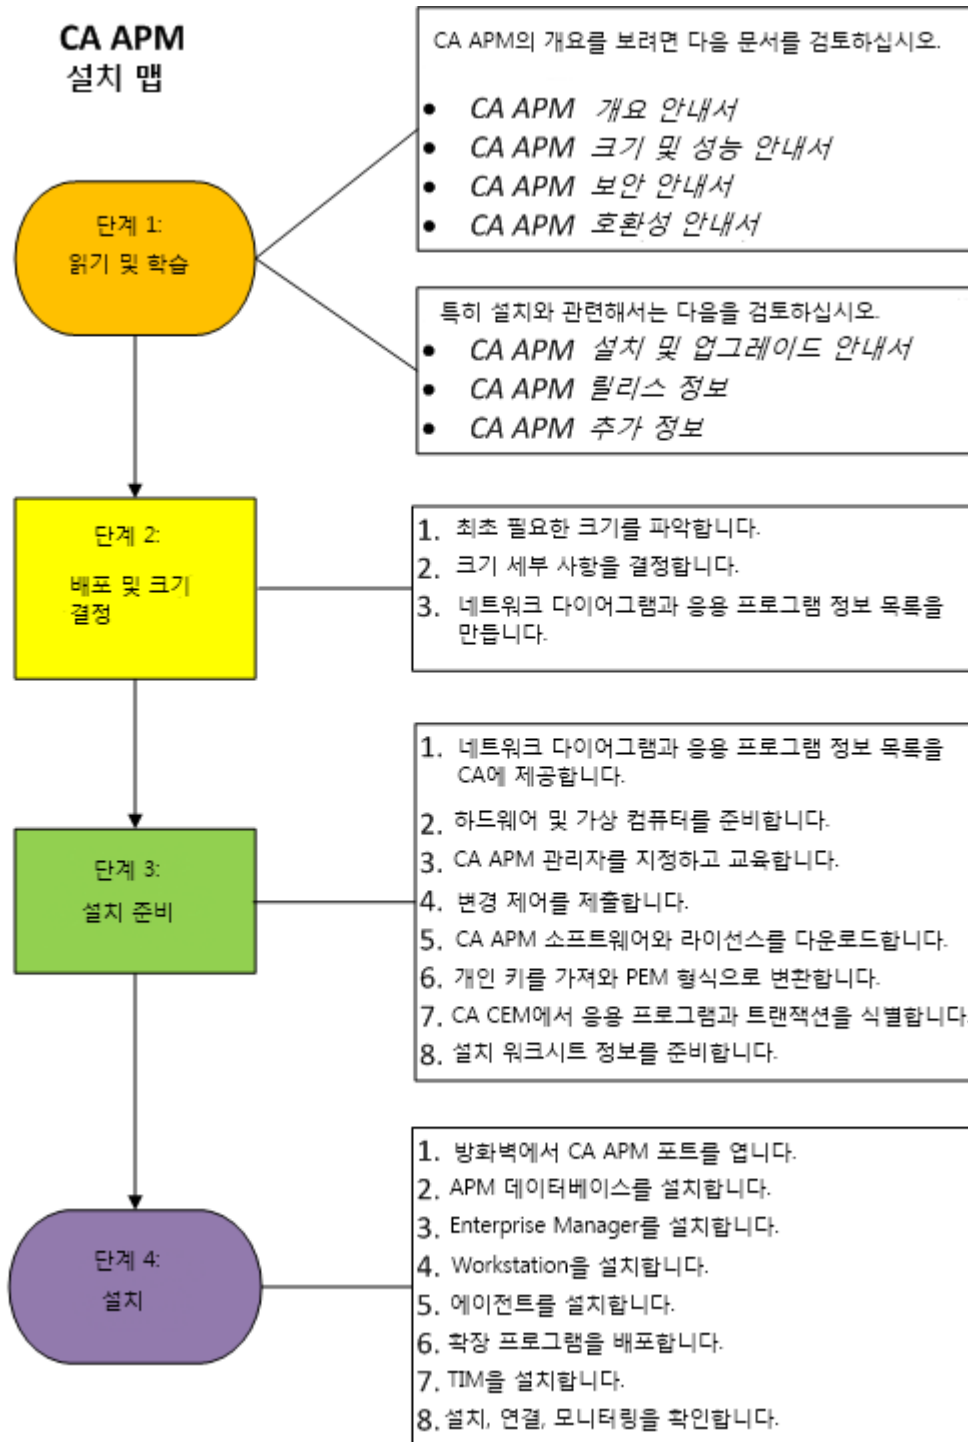 CA APM
설치 맵
CA APM의 개요를 보려면 다음 문서를 검토하십시오.
• CA APM 개요 안내서
• CA APM 크기 및 성능 안내서
• CA APM 보안 안내서
• CA APM 호환성 안내서
단계 1:
읽기 및 학습
특히 설치와 관련해서는 다음을 검토하십시오.
• CA APM 설치 및 업그레이드 안내서
• CA APM 릴리스 정보
• CA APM 추가 정보
단계 2:
배포 및 크기
결정
1. 최초 필요한 크기를 파악합니다.
2. 크기 세부 사항을 결정합니다.
3. 네트워크 다이어그램과 응용 프로그램 정보 목록을
만듭니다.
단계 3:
설치 준비
1. 네트워크 다이어그램과 응용 프로그램 정보 목록을
CA에 제공합니다.
2. 하드웨어 및 가상 컴퓨터를 준비합니다.
3. CA APM 관리자를 지정하고 교육합니다.
4. 변경 제어를 제출합니다.
5. CA APM 소프트웨어와 라이선스를 다운로드합니다.
6. 개인 키를 가져와 PEM 형식으로 변환합니다.
7. CA CEM에서 응용 프로그램과 트랜잭션을 식별합니다.
8. 설치 워크시트 정보를 준비합니다.
단계 4:
설치
1. 방화벽에서 CA APM 포트를 엽니다.
2. APM 데이터베이스를 설치합니다.
3. Enterprise Manager를 설치합니다.
4. Workstation을 설치합니다.
5. 에이전트를 설치합니다.
6. 확장 프로그램을 배포합니다.
7. TIM을 설치합니다.
8. 설치, 연결, 모니터링을 확인합니다.